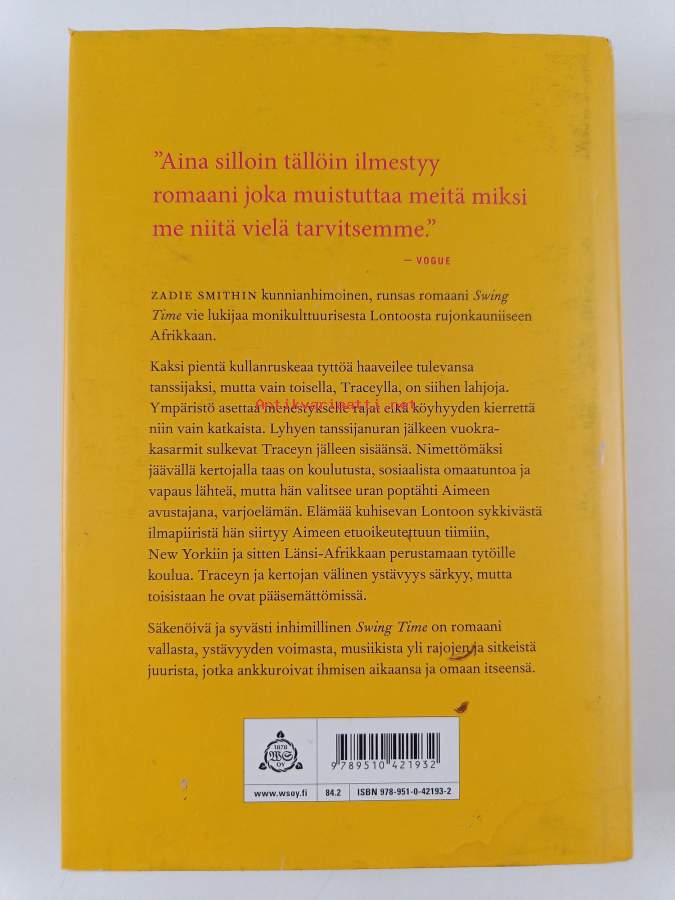 ”Aina silloin tällöin ilmestyy
romaani joka muistuttaa meitä miksi
me niitä vielä tarvitsemme.”
– VOGUE
ZADIE SMITHIN kunnianhimoinen, runsas romaani Swing
Time vie lukijaa monikulttuurisesta Lontoosta rujonkauniiseen
Afrikkaan.
Kaksi pientä kullanruskeaa tyttöä haaveilee tulevansa
tanssijaksi, mutta vain toisella, Traceylla, on siihen lahjoja.
Antikvarinetti.net
Ympäristö asettaa menestykselle rajat eikä köyhyyden kierrettä
niin vain katkaista. Lyhyen tanssijanuran jälkeen vuokra-
kasarmit sulkevat Traceyn jälleen sisäänsä. Nimettömäksi
jäävällä kertojalla taas on koulutusta, sosiaalista omaatuntoa ja
vapaus lähteä, mutta hän valitsee uran poptähti Aimeen
avustajana, varjoelämän. Elämää kuhisevan Lontoon sykkivästä
ilmapiiristä hän siirtyy Aimeen etuoikeutettuun tiimiin,
New Yorkiin ja sitten Länsi-Afrikkaan perustamaan tytöille
koulua. Traceyn ja kertojan välinen ystävyys särkyy, mutta
toisistaan he ovat pääsemättömissä.
Säkenöivä ja syvästi inhimillinen Swing Time on romaani
vallasta, ystävyyden voimasta, musiikista yli rajojen ja sitkeistä
juurista, jotka ankkuroivat ihmisen aikaansa ja omaan itseensä.
1878
WS
OY
9 789510 421932
www.wsoy.fi
84.2
ISBN 978-951-0-42193-2